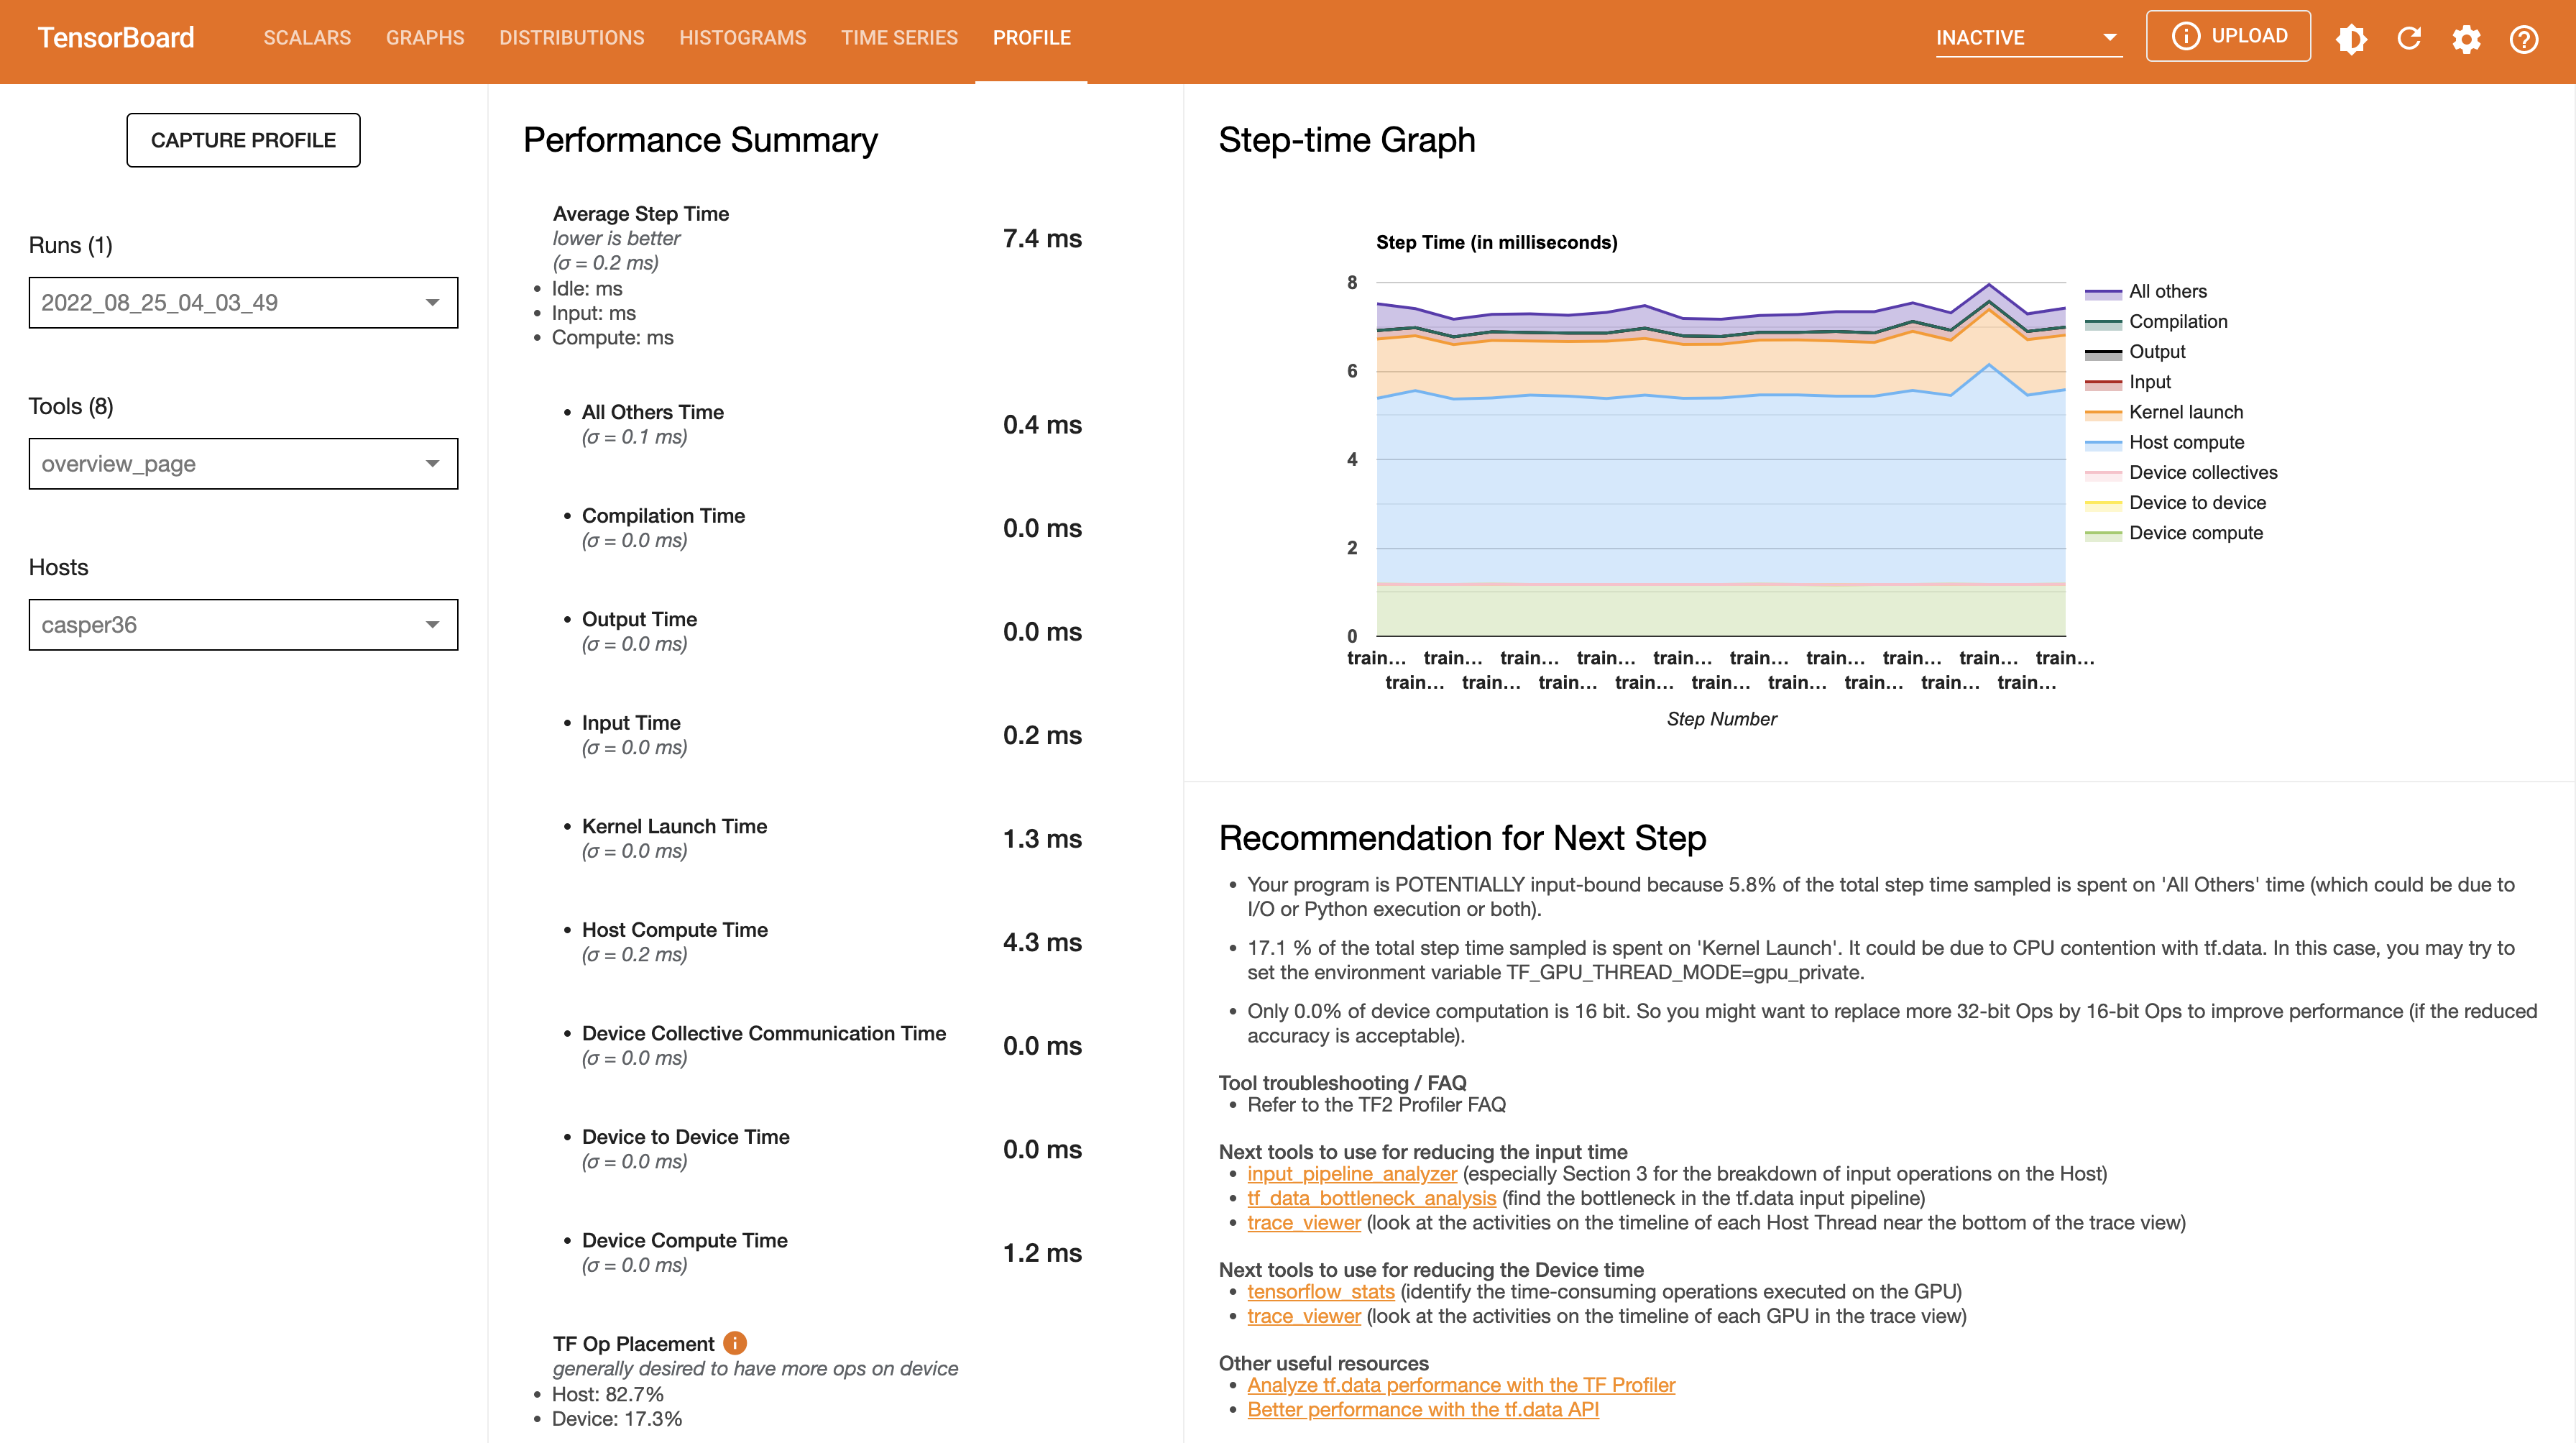 TensorBoard
SCALARS GRAPHS DISTRIBUTIONS HISTOGRAMS TIME SERIES PROFILE
INACTIVE
UPLOAD
CAPTURE PROFILE
Runs (1)
2022_08_25_04_03_49
Tools (8)
overview_page
Hosts
casper36
Performance Summary
Average Step Time
lower is better
(σ = 0.2 ms)
7.4 ms
• Idle: ms
• Input: ms
• Compute: ms
• All Others Time
(σ = 0.1 ms)
0.4 ms
• Compilation Time
(σ = 0.0 ms)
0.0 ms
• Output Time
(σ = 0.0 ms)
0.0 ms
• Input Time
(σ = 0.0 ms)
0.2 ms
• Kernel Launch Time
(σ = 0.0 ms)
1.3 ms
• Host Compute Time
(σ = 0.2 ms)
4.3 ms
• Device Collective Communication Time
(σ = 0.0 ms)
0.0 ms
• Device to Device Time
(σ = 0.0 ms)
0.0 ms
• Device Compute Time
(σ = 0.0 ms)
1.2 ms
TF Op Placement
generally desired to have more ops on device
• Host: 82.7%
• Device: 17.3%
Step-time Graph
Step Time (in milliseconds)
8
6
4
2
0
train... train... train... train... train... train... train... train... train... train...
train... train... train... train... train... train... train... train... train...
Step Number
All others
Compilation
Output
Input
Kernel launch
Host compute
Device collectives
Device to device
Device compute
Recommendation for Next Step
• Your program is POTENTIALLY input-bound because 5.8% of the total step time sampled is spent on 'All Others' time (which could be due to
I/O or Python execution or both).
• 17.1 % of the total step time sampled is spent on 'Kernel Launch'. It could be due to CPU contention with tf.data. In this case, you may try to
set the environment variable TF_GPU_THREAD_MODE=gpu_private.
• Only 0.0% of device computation is 16 bit. So you might want to replace more 32-bit Ops by 16-bit Ops to improve performance (if the reduced
accuracy is acceptable).
Tool troubleshooting / FAQ
• Refer to the TF2 Profiler FAQ
Next tools to use for reducing the input time
• input_pipeline_analyzer (especially Section 3 for the breakdown of input operations on the Host)
• tf_data_bottleneck_analysis (find the bottleneck in the tf.data input pipeline)
• trace_viewer (look at the activities on the timeline of each Host Thread near the bottom of the trace view)
Next tools to use for reducing the Device time
• tensorflow_stats (identify the time-consuming operations executed on the GPU)
• trace_viewer (look at the activities on the timeline of each GPU in the trace view)
Other useful resources
• Analyze tf.data performance with the TF Profiler
• Better performance with the tf.data API